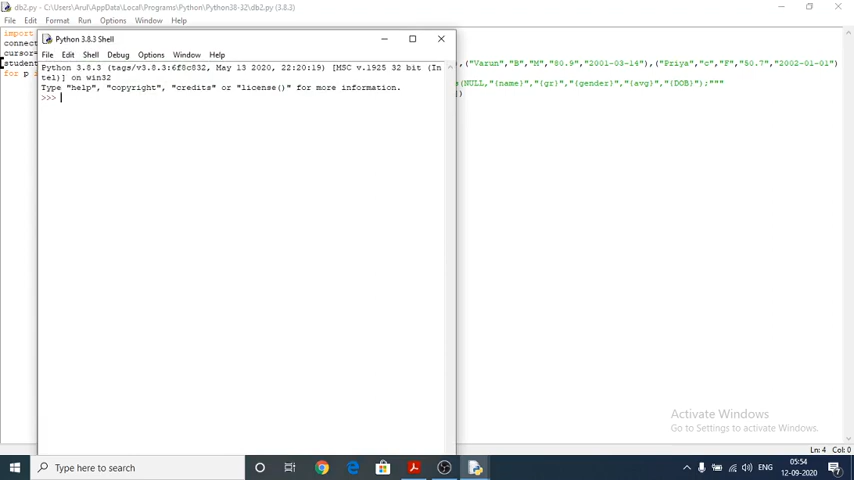 db2.py - C:\Users\Arul\AppData\Local\Programs\Python\Python38-32\db2.py (3.8.3)
File Edit Format Run Options Window Help
import
connect
cursor=
student
for p
Python 3.8.3 Shell
File Edit Shell Debug Options Window Help
Python 3.8.3 (tags/v3.8.3:6f8c832, May 13 2020, 22:20:19) [MSC v.1925 32 bit (In
tel)] on win32
Type "help", "copyright", "credits" or "license()" for more information.
>>>
),("Varun","B","M","80.9","2001-03-14"),("Priya","c","F","50.7","2002-01-01")
s(NULL,"{name}","{gr}","{gender}","{avg}","{DOB}");"""
])
Activate Windows
Go to Settings to activate Windows.
Ln: 4 Col: 0
Type here to search
ENG
05:54
12-09-2020